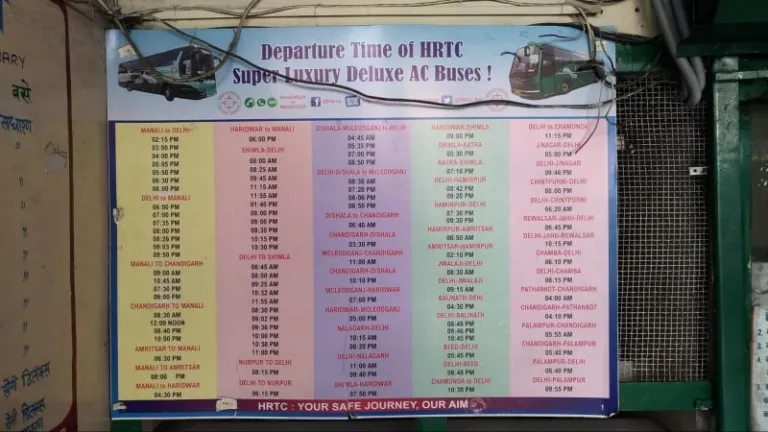 Departure Time of HRTC
Super Luxury Deluxe AC Buses !
MANALI to DELHI
02:15 PM
03:00 PM
04:00 PM
05:05 PM
05:50 PM
06:30 PM
08:00 PM
DELHI to MANALI
06:00 PM
07:00 PM
07:35 PM
08:00 PM
08:26 PM
09:03 PM
08:50 PM
MANALI TO CHANDIGARH
09:00 AM
10:45 AM
07:30 PM
09:00 PM
CHANDIGARH TO MANALI
08:30 AM
12:00 NOON
08:40 PM
10:00 PM
AMRITSAR TO MANALI
06:30 PM
MANALI TO AMRITSAR
08:00 PM
MANALI to HARIDWAR
04:30 PM
HARIDWAR to MANALI
06:00 PM
SHIMLA-DELHI
08:00 AM
08:25 AM
09:45 AM
11:15 AM
11:55 AM
01:45 PM
08:00 PM
09:00 PM
09:30 PM
10:15 PM
10:30 PM
DELHI TO SHIMLA
06:45 AM
08:50 AM
09:25 AM
10:32 AM
11:55 AM
08:30 PM
09:02 PM
09:36 PM
10:00 PM
10:30 PM
11:00 PM
NURPUR TO DELHI
08:15 PM
DELHI TO NURPUR
09:15 PM
D/SHALA-McLEODGANJ to DELHI
04:45 AM
05:35 PM
07:00 PM
08:50 PM
DELHI-D/SHALA to McLEODGANJ
08:30 AM
07:20 PM
08:06 PM
08:50 PM
D/SHALA to CHANDIGARH
06:40 AM
CHANDIGARH-D/SHALA
03:30 PM
McLEODGANJ-CHANDIGARH
11:00 AM
CHANDIGARH-D/SHALA
10:10 PM
McLEODGANJ-HARIDWAR
07:00 PM
HARIDWAR-McLEODGANJ
05:00 PM
NALAGARH-DELHI
10:15 AM
06:20 PM
DELHI-NALAGARH
11:00 AM
09:40 PM
SHIMLA-HARIDWAR
07:50 PM
HARIDWAR-SHIMLA
09:00 PM
SHIMLA-KATRA
05:30 PM
KATRA-SHIMLA
07:10 PM
DELHI-HAMIRPUR
08:42 PM
09:20 PM
HAMIRPUR-DELHI
07:30 PM
09:30 PM
HAMIRPUR-AMRITSAR
06:50 AM
AMRITSAR-HAMIRPUR
02:10 PM
JWALAJI-DELHI
08:30 AM
DELHI-JWALAJI
09:15 AM
BAIJNATH-DELHI
04:30 PM
DELHI-BAIJNATH
06:48 PM
09:46 PM
BEED-DELHI
05:45 PM
DELHI-BEED
08:48 PM
CHAMUNDA to DELHI
10:30 PM
DELHI to CHAMUNDA
11:15 PM
J/NAGAR-DELHI
05:00 PM
DELHI-J/NAGAR
09:46 PM
CHINTPURNI-DELHI
08:00 PM
DELHI-CHINTPURNI
06:20 AM
REWALSAR-JAHU-DELHI
06:45 PM
DELHI-JAHU-REWALSAR
10:15 PM
CHAMBA-DELHI
06:10 PM
DELHI-CHAMBA
08:15 PM
PATHANKOT-CHANDIGARH
04:00 AM
CHANDIGARH-PATHANKOT
04:10 PM
PALAMPUR-CHANDIGARH
05:55 AM
CHANDIGARH-PALAMPUR
05:40 PM
PALAMPUR-DELHI
08:40 PM
DELHI-PALAMPUR
09:55 PM
HRTC : YOUR SAFE JOURNEY, OUR AIM